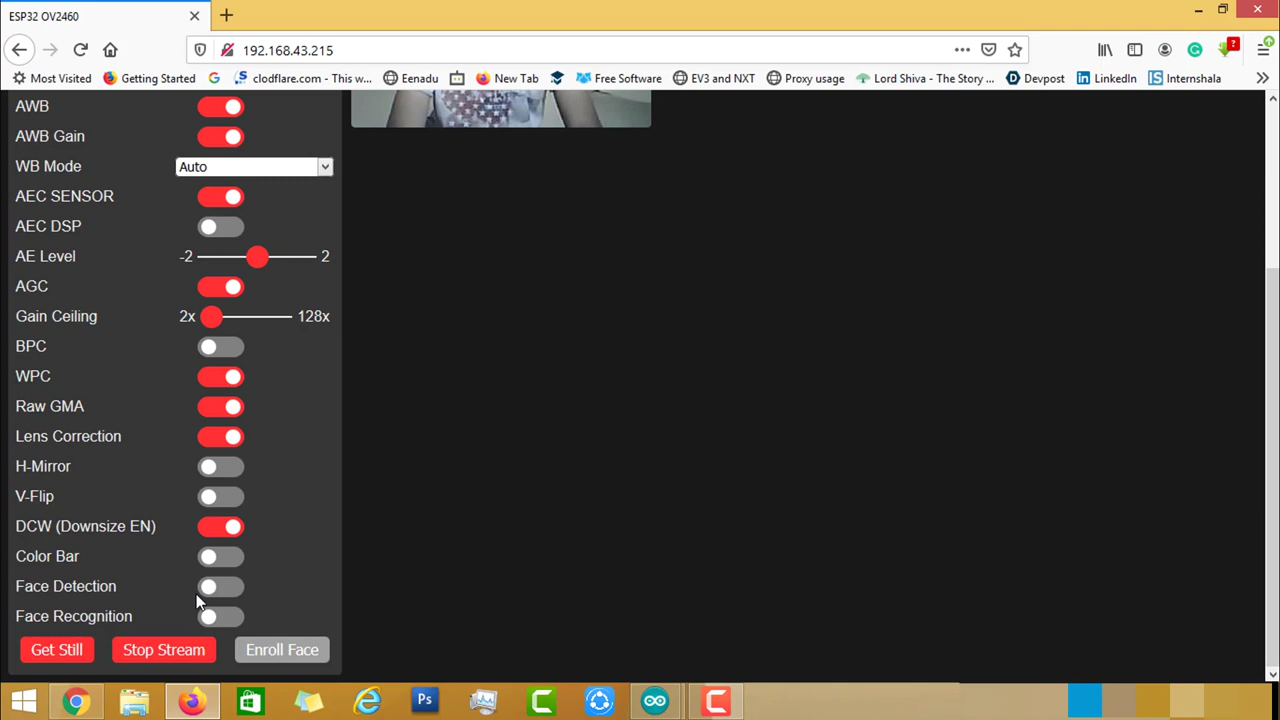 ESP32 OV2460
192.168.43.215
Most Visited Getting Started clodflare.com - This w... Eenadu New Tab Free Software EV3 and NXT Proxy usage Lord Shiva - The Story ... Devpost LinkedIn Internshala
AWB
AWB Gain
WB Mode Auto
AEC SENSOR
AEC DSP
AE Level -2 2
AGC
Gain Ceiling 2x 128x
BPC
WPC
Raw GMA
Lens Correction
H-Mirror
V-Flip
DCW (Downsize EN)
Color Bar
Face Detection
Face Recognition
Get Still Stop Stream Enroll Face